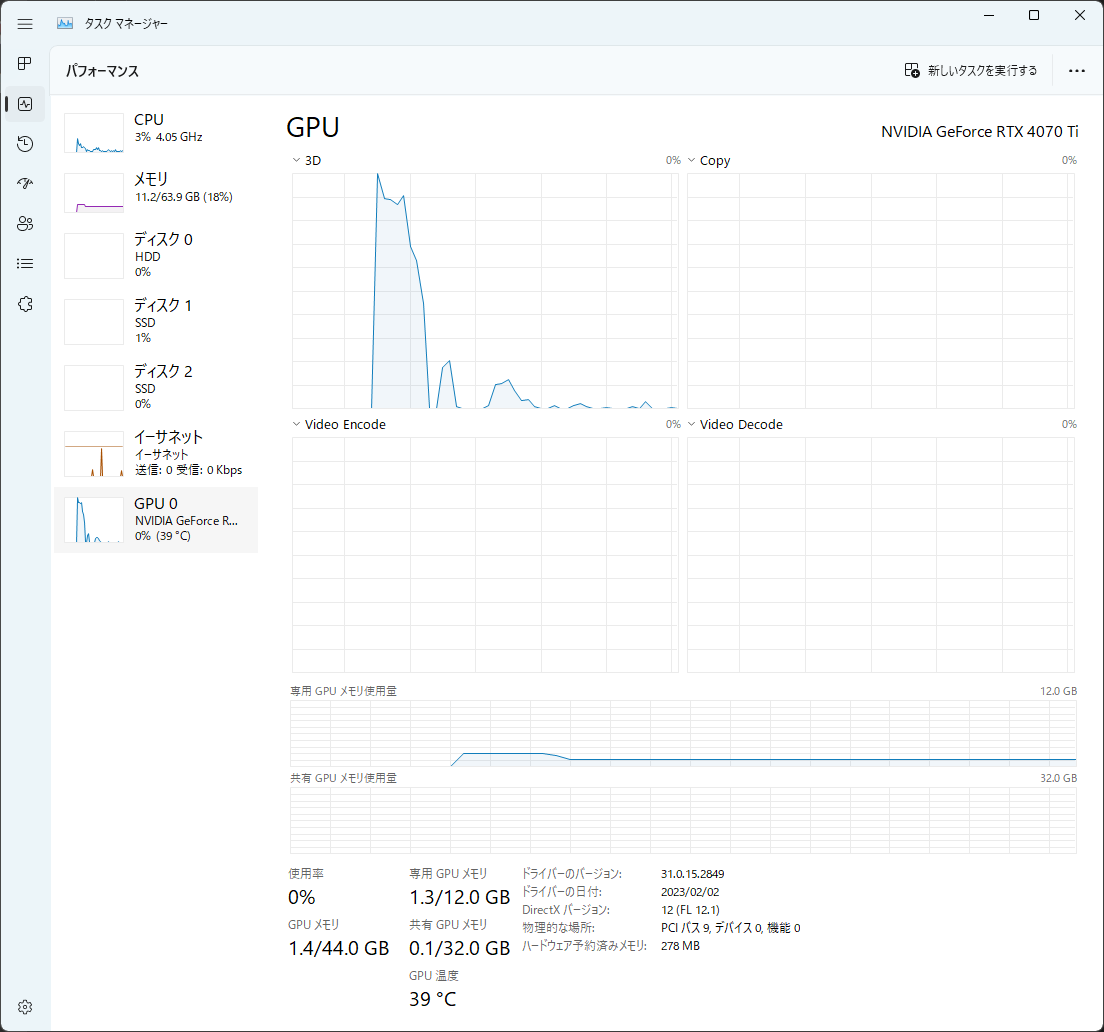 タスク マネージャー
パフォーマンス
新しいタスクを実行する
CPU
3% 4.05 GHz
メモリ
11.2/63.9 GB (18%)
ディスク 0
HDD
0%
ディスク 1
SSD
1%
ディスク 2
SSD
0%
イーサネット
イーサネット
送信: 0 受信: 0 Kbps
GPU 0
NVIDIA GeForce R...
0% (39 °C)
GPU
NVIDIA GeForce RTX 4070 Ti
3D 0%
Copy 0%
Video Encode 0%
Video Decode 0%
専用 GPU メモリ使用量 12.0 GB
共有 GPU メモリ使用量 32.0 GB
使用率
0%
専用 GPU メモリ
1.3/12.0 GB
GPU メモリ
1.4/44.0 GB
共有 GPU メモリ
0.1/32.0 GB
GPU 温度
39 °C
ドライバーのバージョン: 31.0.15.2849
ドライバーの日付: 2023/02/02
DirectX バージョン: 12 (FL 12.1)
物理的な場所: PCI バス 9, デバイス 0, 機能 0
ハードウェア予約済みメモリ: 278 MB